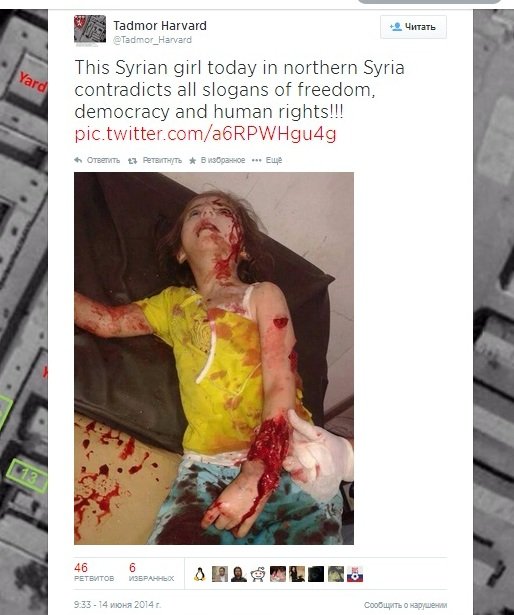 Tadmor Harvard
@Tadmor_Harvard
Читать
Yard
This Syrian girl today in northern Syria
contradicts all slogans of freedom,
democracy and human rights!!!
pic.twitter.com/a6RPWHgu4g
Ответить Ретвитнуть В избранное Ещё
13
46 6
РЕТВИТОВ ИЗБРАННЫХ
9:33 - 14 июня 2014 г. Сообщить о нарушении